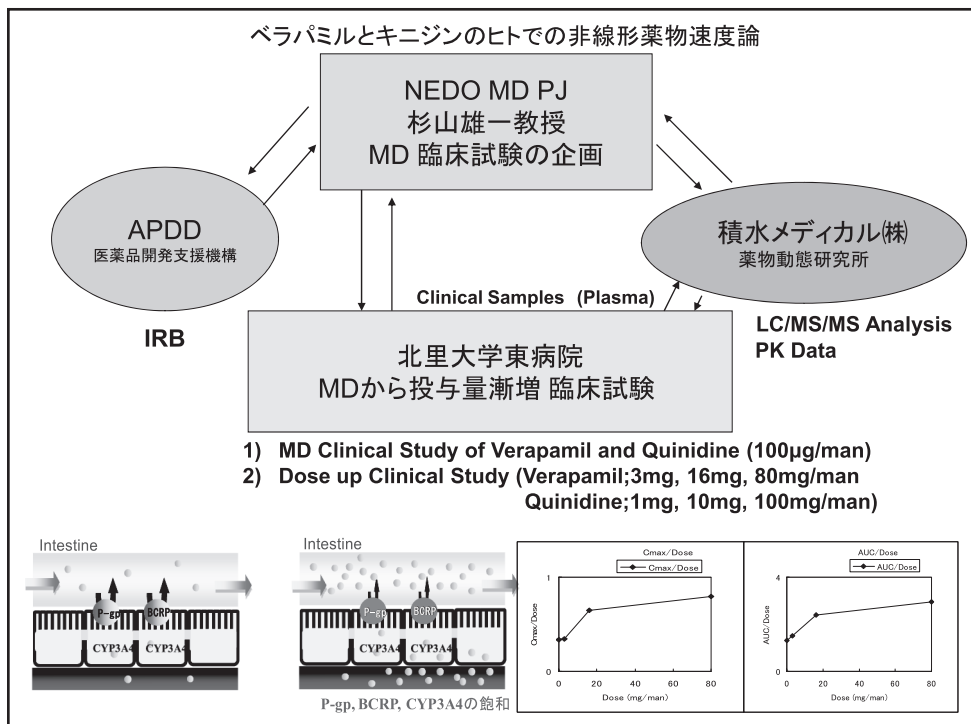 ベラパミルとキニジンのヒトでの非線形薬物速度論
NEDO MD PJ
杉山雄一教授
MD 臨床試験の企画
APDD
医薬品開発支援機構
IRB
積水メディカル㈱
薬物動態研究所
LC/MS/MS Analysis
PK Data
Clinical Samples (Plasma)
北里大学東病院
MDから投与量漸増 臨床試験
1) MD Clinical Study of Verapamil and Quinidine (100μg/man)
2) Dose up Clinical Study (Verapamil;3mg, 16mg, 80mg/man
Quinidine;1mg, 10mg, 100mg/man)
Intestine
P-gp
BCRP
CYP3A4
CYP3A4
Intestine
P-gp
BCRP
CYP3A4
CYP3A4
P-gp, BCRP, CYP3A4の飽和
Cmax/Dose
Cmax/Dose
1
Cmax/Dose
0
0 20 40 60 80
Dose (mg/man)
AUC/Dose
AUC/Dose
4
AUC/Dose
0
0 20 40 60 80
Dose (mg/man)